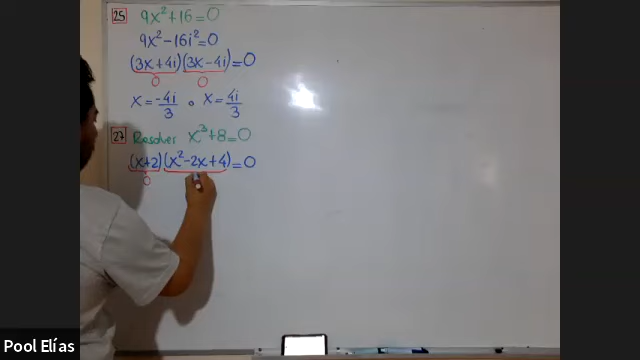 25 9x²+16=0
9x²-16i²=0
(3x+4i)(3x-4i)=0
0 0
x=-4i/3 o x=4i/3
27 Resolver x³+8=0
(x+2)(x²-2x+4)=0
0
Pool Elías